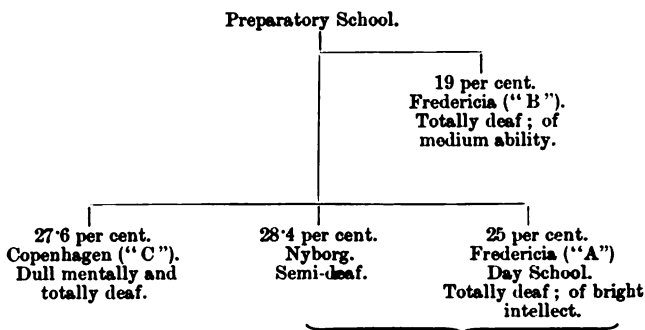 Preparatory School.
19 per cent.
Fredericia (“B”).
Totally deaf; of
medium ability.
27·6 per cent.
Copenhagen (“C”).
Dull mentally and
totally deaf.
28·4 per cent.
Nyborg.
Semi-deaf.
25 per cent.
Fredericia (“A”)
Day School.
Totally deaf; of bright
intellect.